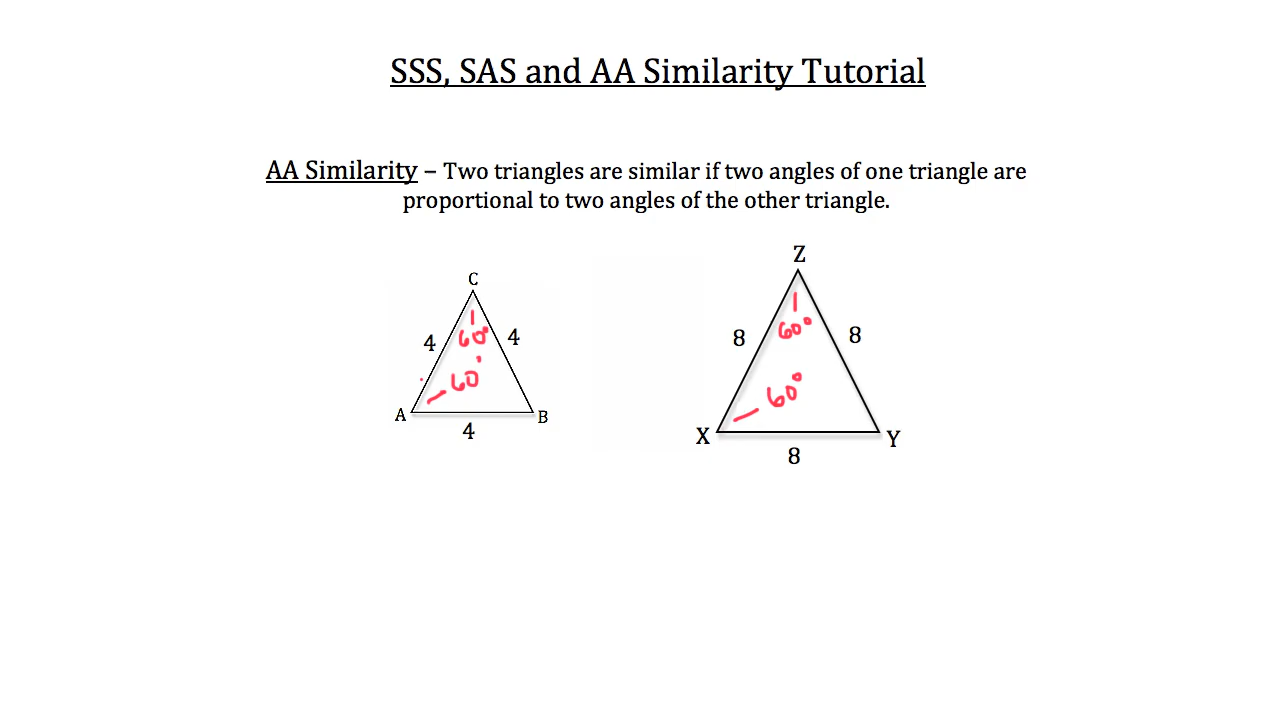 SSS, SAS and AA Similarity Tutorial
AA Similarity – Two triangles are similar if two angles of one triangle are
proportional to two angles of the other triangle.
C
4
60°
4
60°
A
B
4
Z
8
60°
8
60°
X
Y
8